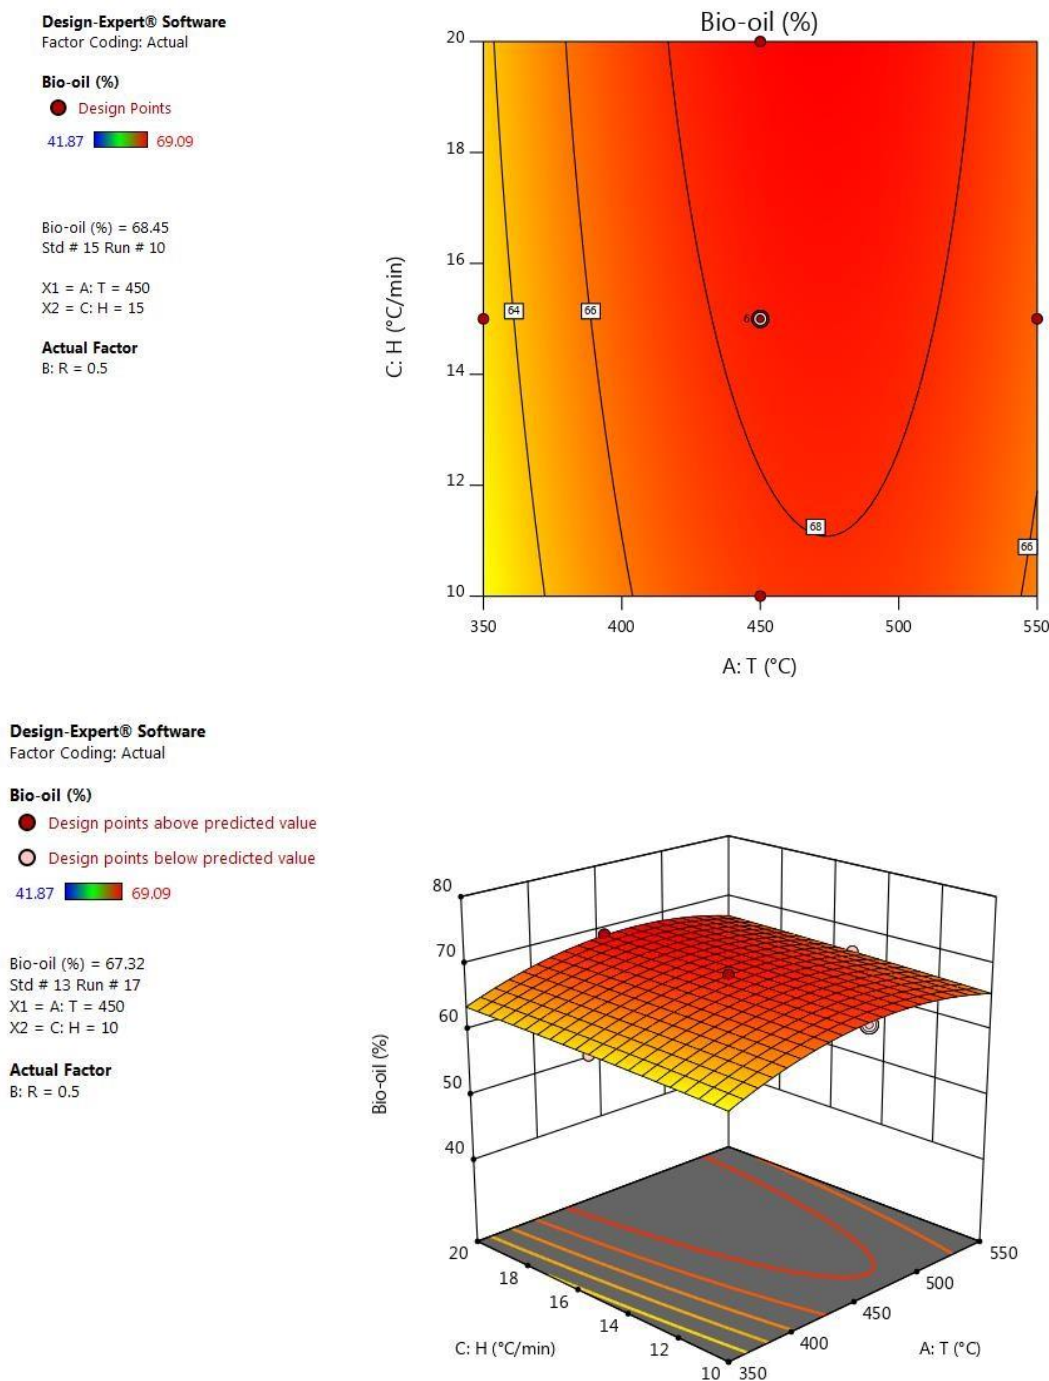 Design-Expert® Software
Factor Coding: Actual
Bio-oil (%)
Design Points
41.87 69.09
Bio-oil (%) = 68.45
Std # 15 Run # 10
X1 = A: T = 450
X2 = C: H = 15
Actual Factor
B: R = 0.5
Bio-oil (%)
20
18
16
14
12
10
C: H (°C/min)
64
66
6
68
66
350 400 450 500 550
A: T (°C)
Design-Expert® Software
Factor Coding: Actual
Bio-oil (%)
Design points above predicted value
Design points below predicted value
41.87 69.09
Bio-oil (%) = 67.32
Std # 13 Run # 17
X1 = A: T = 450
X2 = C: H = 10
Actual Factor
B: R = 0.5
80
70
60
50
40
Bio-oil (%)
20
18
16
14
12
10
C: H (°C/min)
350
400
450
500
550
A: T (°C)